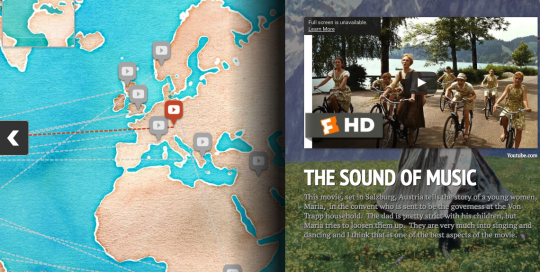 Full screen is unavailable.
Learn More
HD
Youtube.com
THE SOUND OF MUSIC
This movie, set in Salzburg, Austria tells the story of a young women,
Maria, in the convent who is sent to be the governess at the Von
Trapp household. The dad is pretty strict with his children, but
Maria tries to loosen them up. They are very much into singing and
dancing and I think that is one of the best aspects of the movie.